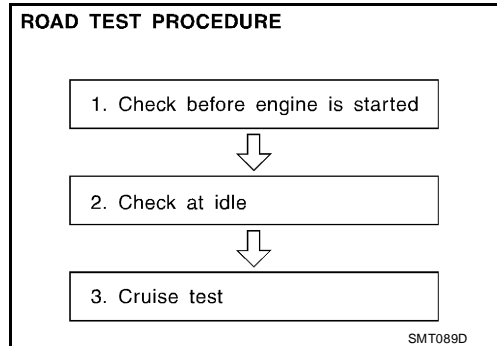 ROAD TEST PROCEDURE
1. Check before engine is started
2. Check at idle
3. Cruise test
SMT089D